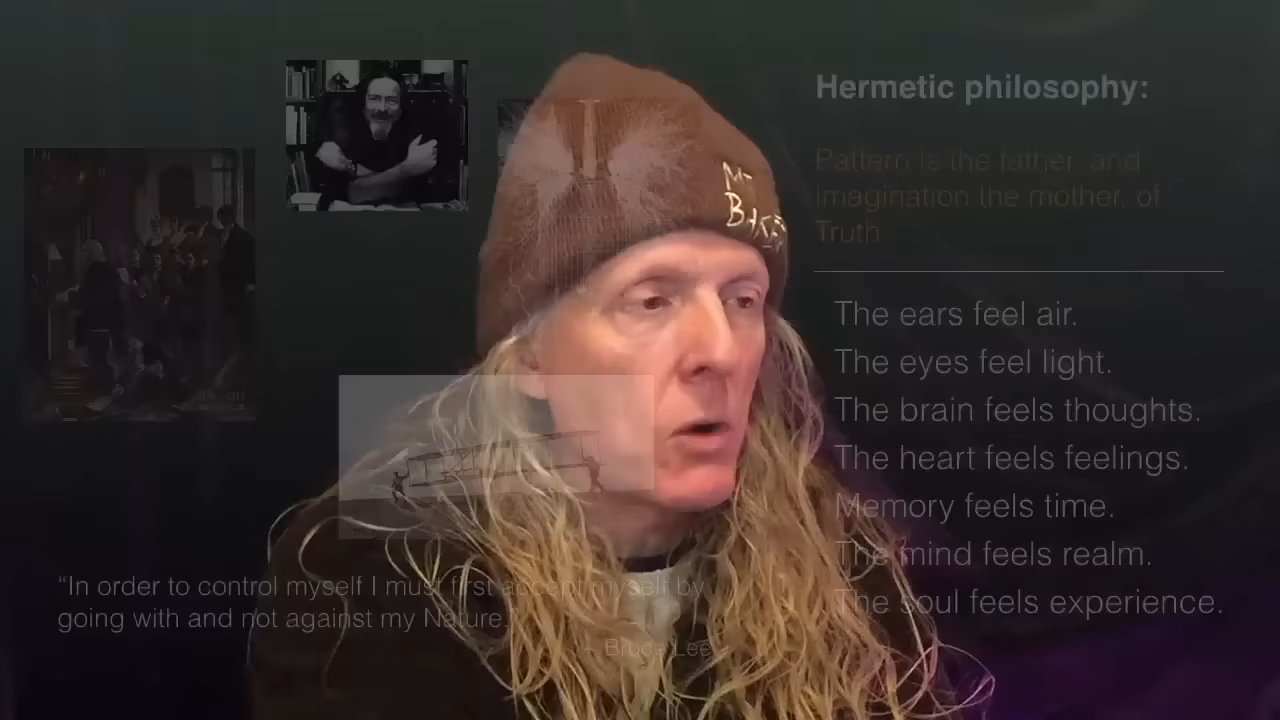 Hermetic philosophy:
Pattern is the father, and
imagination the mother, of
Truth
M-
BAKE
The ears feel air.
The eyes feel light.
The brain feels thoughts.
The heart feels feelings.
Memory feels time.
The mind feels realm.
The soul feels experience.
“In order to control myself I must first accept myself by
going with and not against my Nature.”
- Bruce Lee